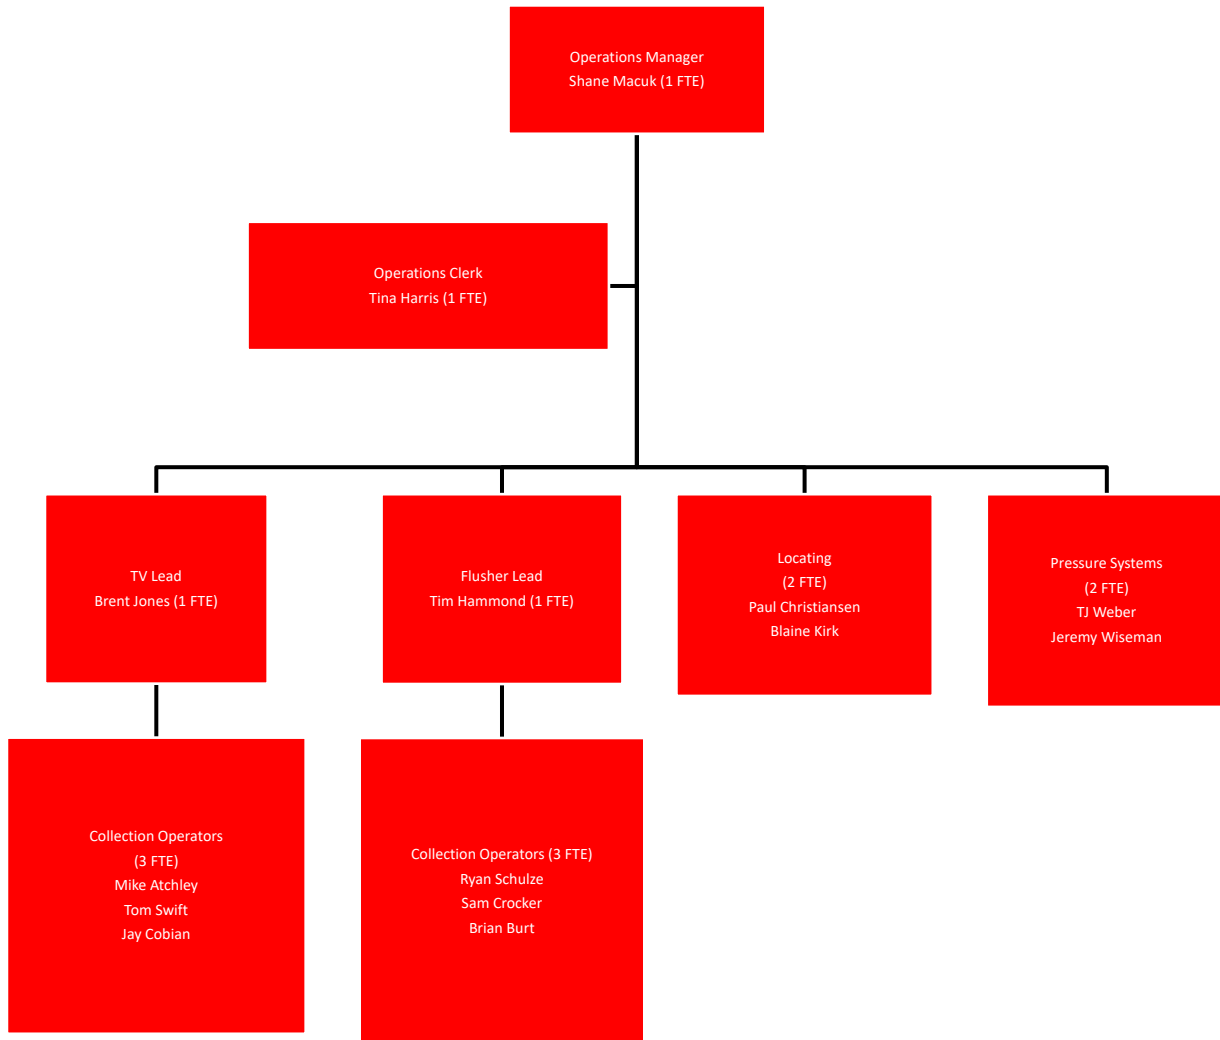 Operations Manager
Shane Macuk (1 FTE)
Operations Clerk
Tina Harris (1 FTE)
TV Lead
Brent Jones (1 FTE)
Flusher Lead
Tim Hammond (1 FTE)
Locating
(2 FTE)
Paul Christiansen
Blaine Kirk
Pressure Systems
(2 FTE)
TJ Weber
Jeremy Wiseman
Collection Operators
(3 FTE)
Mike Atchley
Tom Swift
Jay Cobian
Collection Operators (3 FTE)
Ryan Schulze
Sam Crocker
Brian Burt